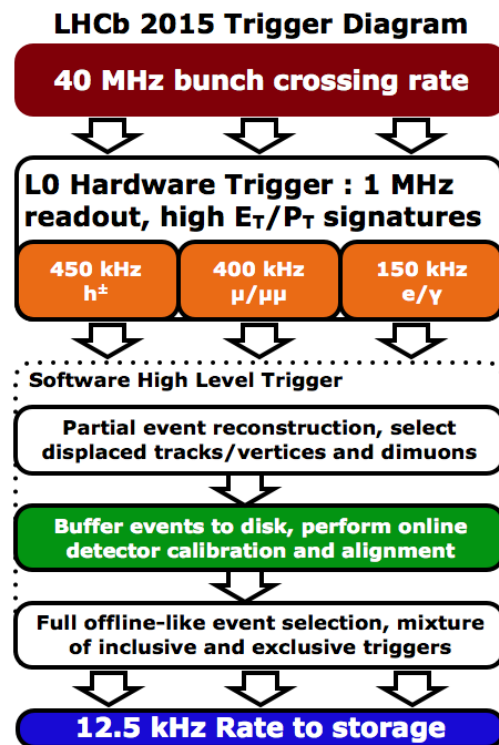 LHCb 2015 Trigger Diagram
40 MHz bunch crossing rate
L0 Hardware Trigger : 1 MHz
readout, high E_T/P_T signatures
450 kHz
h±
400 kHz
μ/μμ
150 kHz
e/γ
Software High Level Trigger
Partial event reconstruction, select
displaced tracks/vertices and dimuons
Buffer events to disk, perform online
detector calibration and alignment
Full offline-like event selection, mixture
of inclusive and exclusive triggers
12.5 kHz Rate to storage